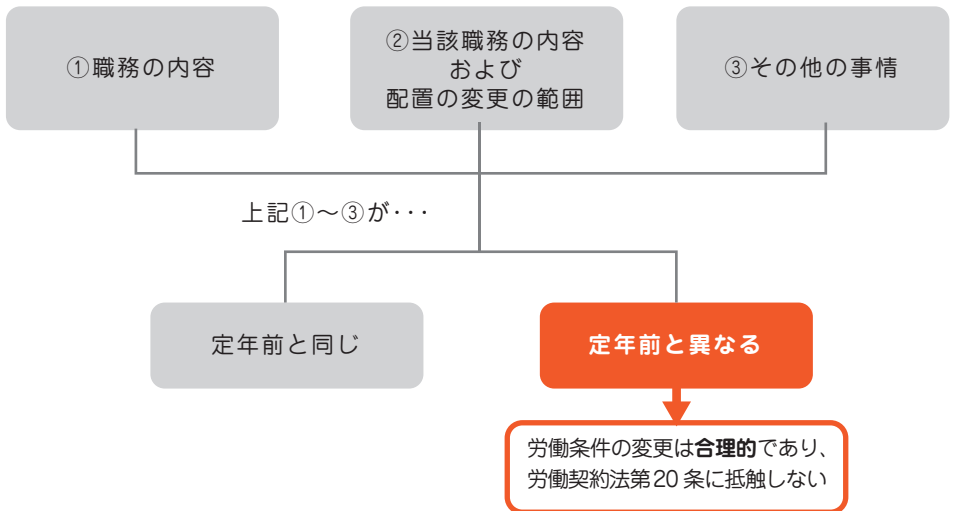 ①職務の内容
②当該職務の内容
および
配置の変更の範囲
③その他の事情
上記①～③が･･･
定年前と同じ
定年前と異なる
労働条件の変更は合理的であり、
労働契約法第20条に抵触しない